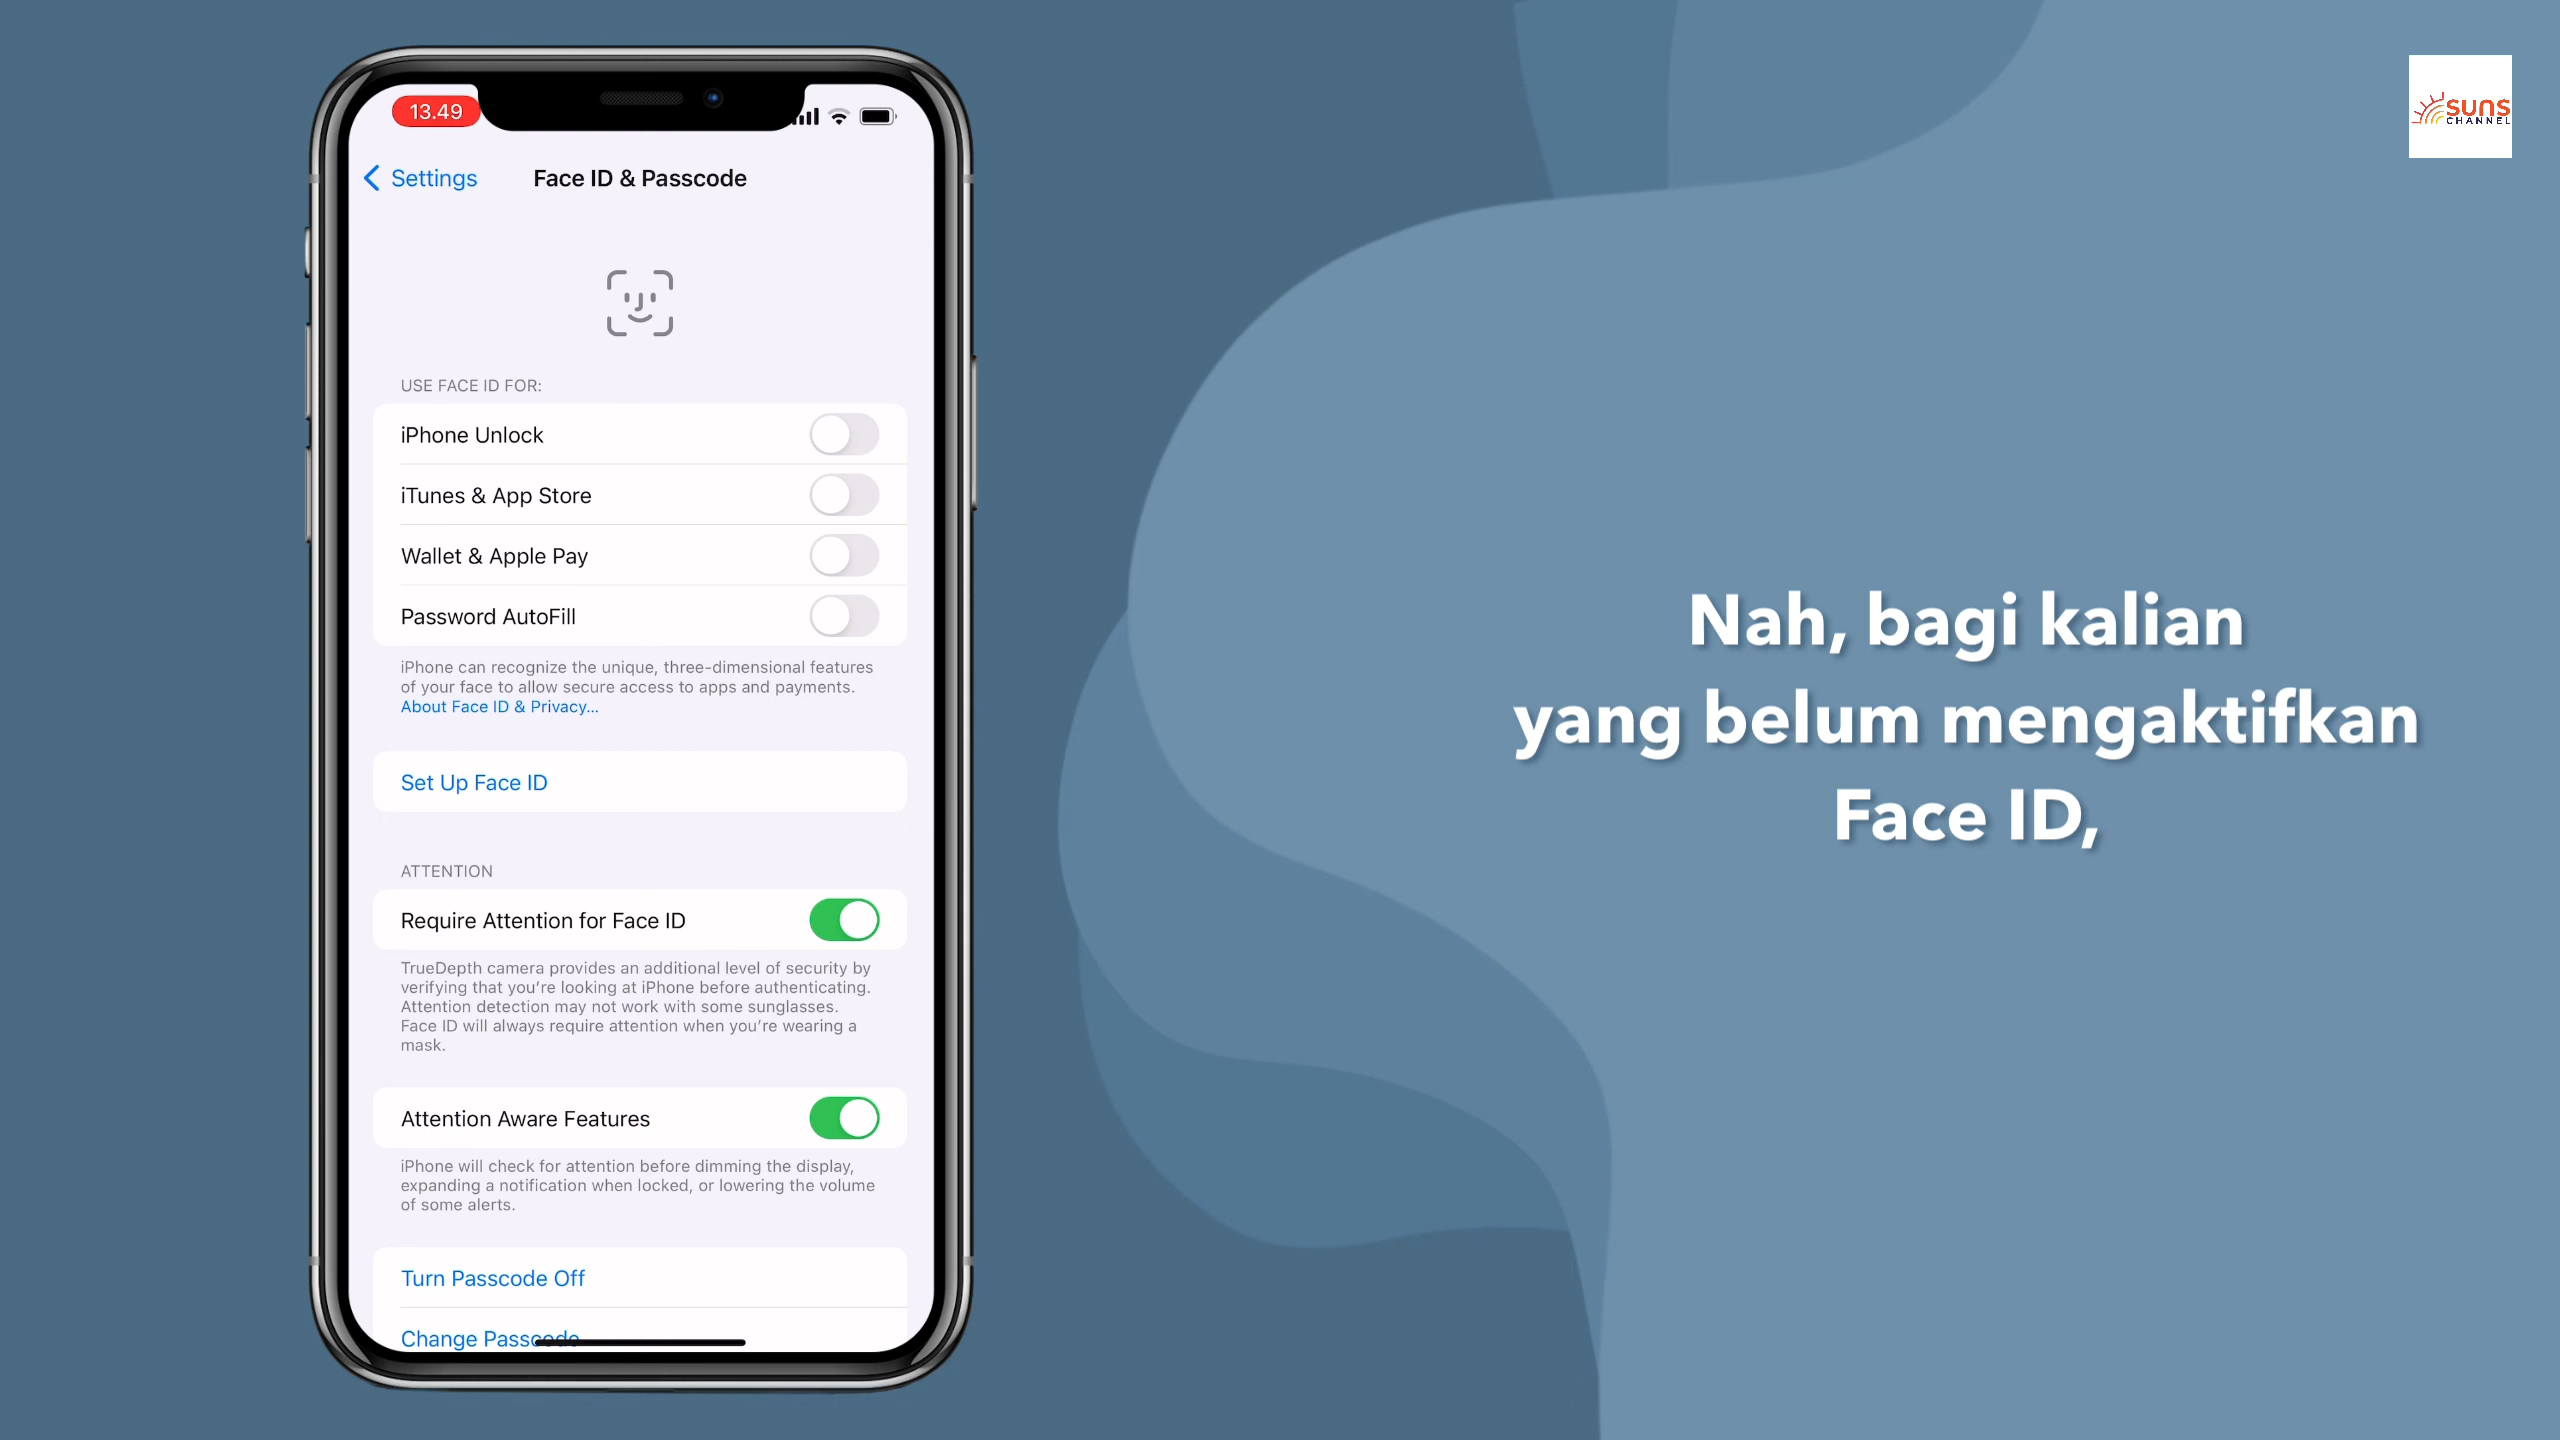 13.49
Settings
Face ID & Passcode
USE FACE ID FOR:
iPhone Unlock
iTunes & App Store
Wallet & Apple Pay
Password AutoFill
iPhone can recognize the unique, three-dimensional features
of your face to allow secure access to apps and payments.
About Face ID & Privacy...
Set Up Face ID
ATTENTION
Require Attention for Face ID
TrueDepth camera provides an additional level of security by
verifying that you're looking at iPhone before authenticating.
Attention detection may not work with some sunglasses.
Face ID will always require attention when you're wearing a
mask.
Attention Aware Features
iPhone will check for attention before dimming the display,
expanding a notification when locked, or lowering the volume
of some alerts.
Turn Passcode Off
Change Passcode
Nah, bagi kalian
yang belum mengaktifkan
Face ID,
SUNS
CHANNEL